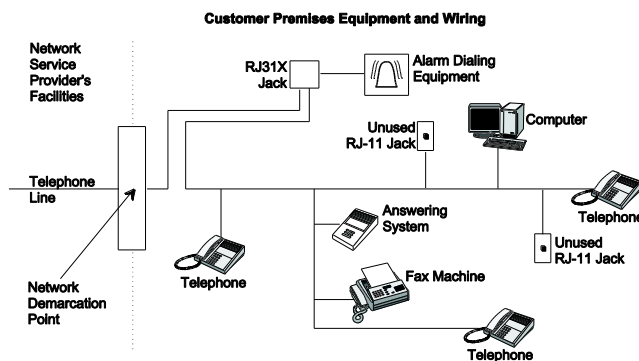 Customer Premises Equipment and Wiring
Network
Service
Provider's
Facilities
RJ31X
Jack
Alarm Dialing
Equipment
Unused
RJ-11 Jack
Computer
Telephone
Line
Answering
System
Telephone
Unused
RJ-11 Jack
Telephone
Fax Machine
Network
Demarcation
Point
Telephone